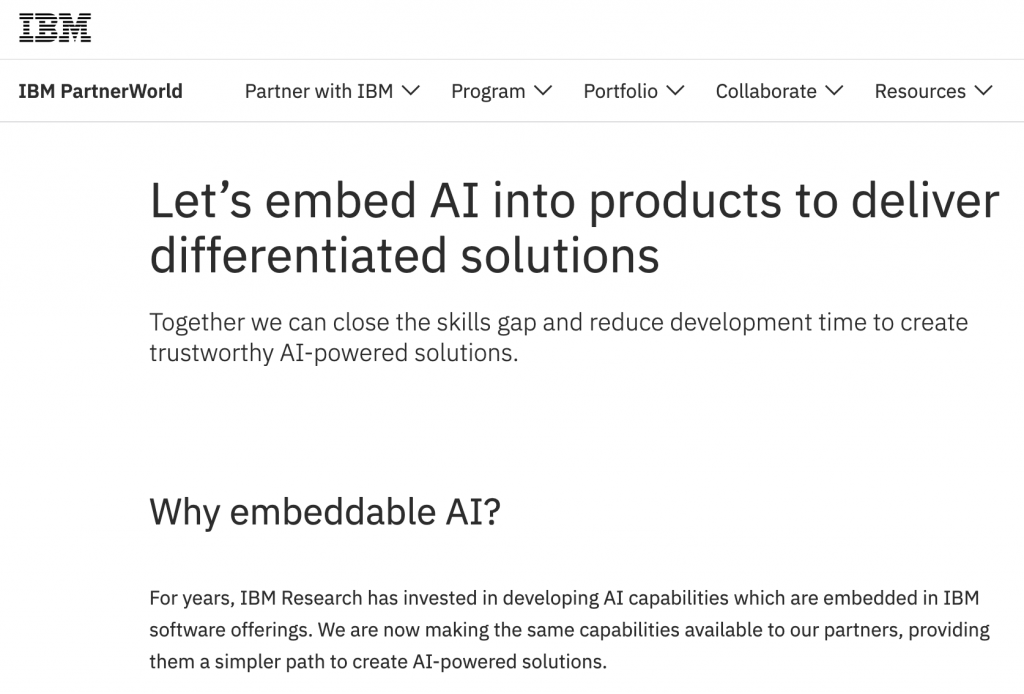 IBM
IBM PartnerWorld Partner with IBM Program Portfolio Collaborate Resources
Let’s embed AI into products to deliver
differentiated solutions
Together we can close the skills gap and reduce development time to create
trustworthy AI-powered solutions.
Why embeddable AI?
For years, IBM Research has invested in developing AI capabilities which are embedded in IBM
software offerings. We are now making the same capabilities available to our partners, providing
them a simpler path to create AI-powered solutions.